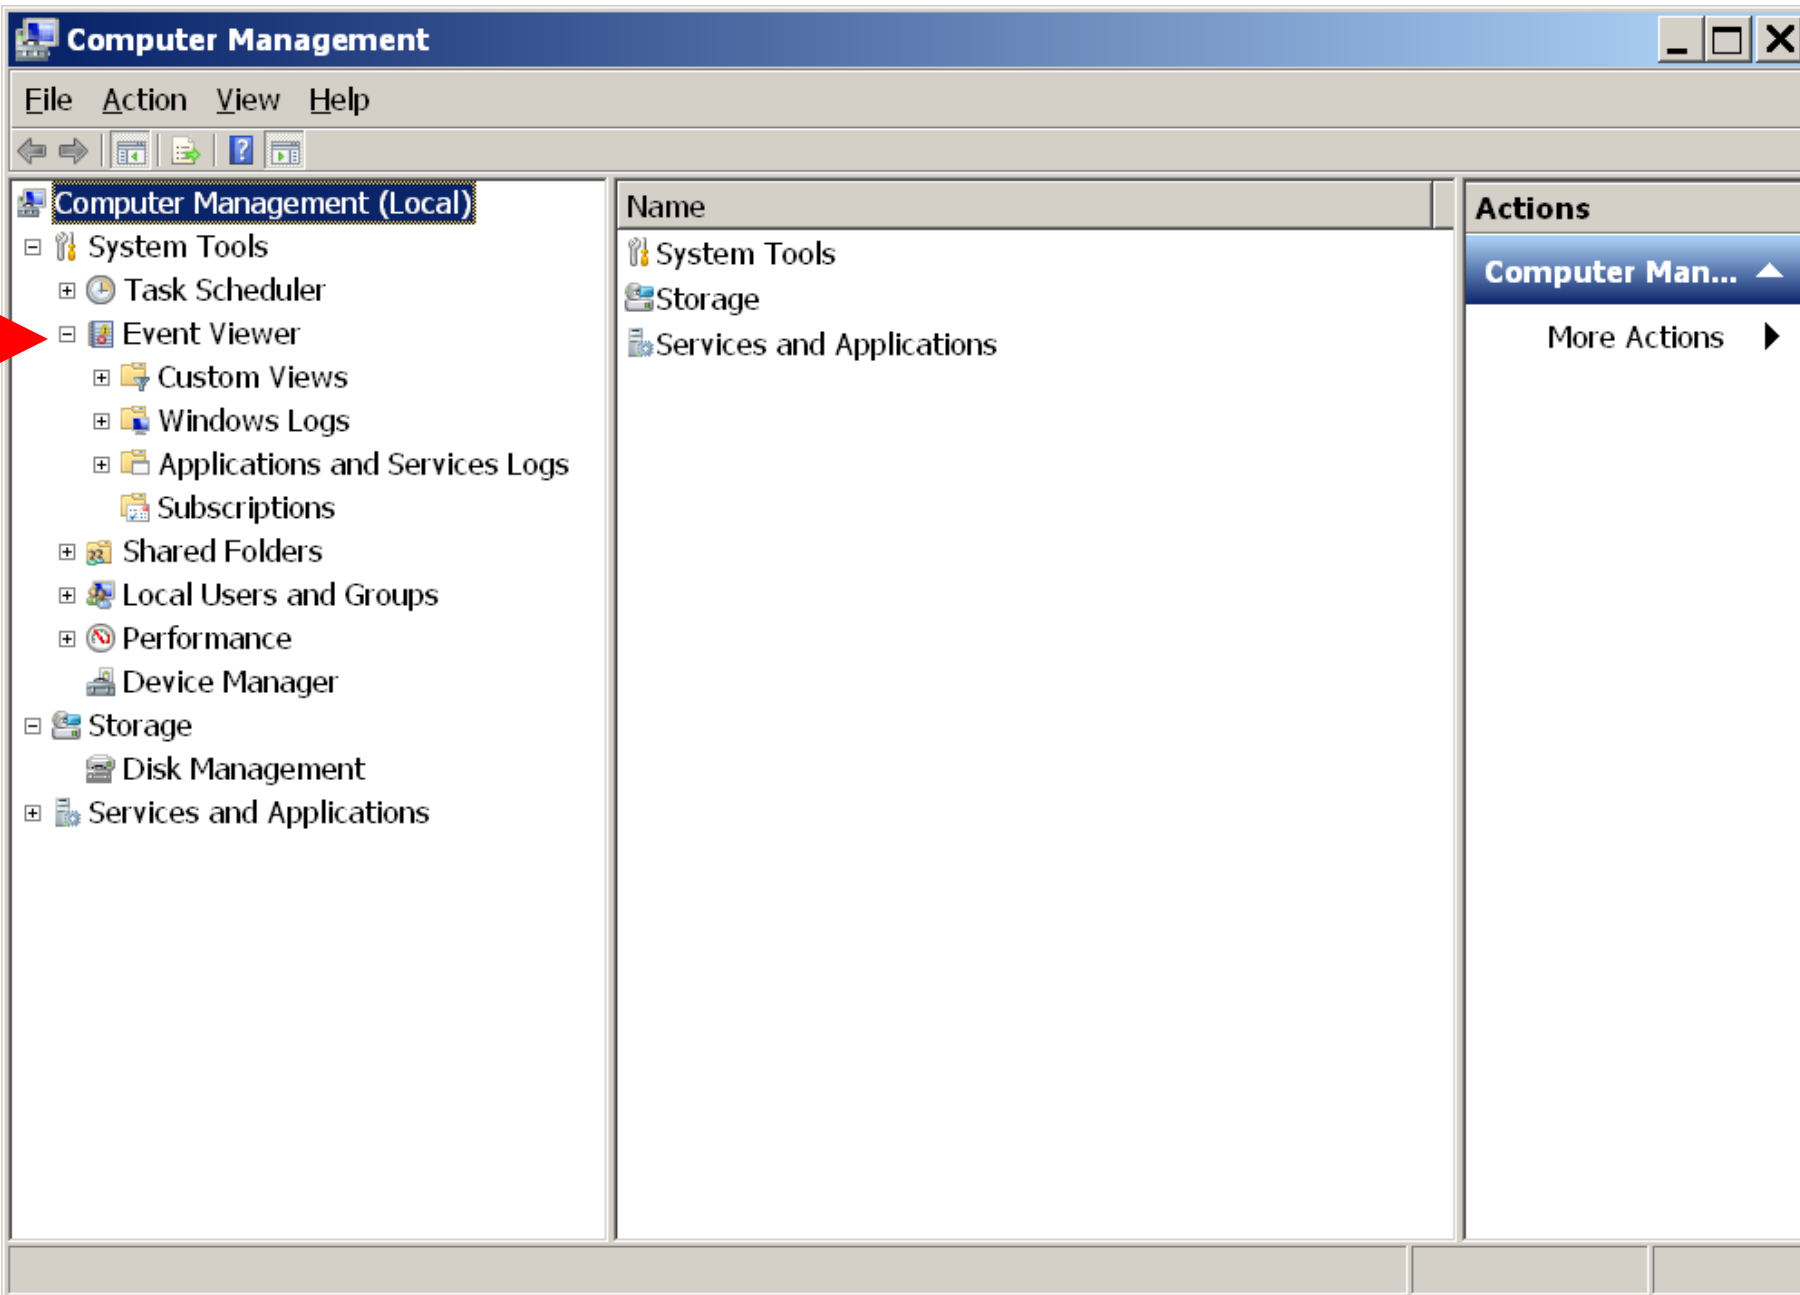 Computer Management
File Action View Help
Computer Management (Local)
System Tools
Task Scheduler
Event Viewer
Custom Views
Windows Logs
Applications and Services Logs
Subscriptions
Shared Folders
Local Users and Groups
Performance
Device Manager
Storage
Disk Management
Services and Applications
Name
System Tools
Storage
Services and Applications
Actions
Computer Man...
More Actions